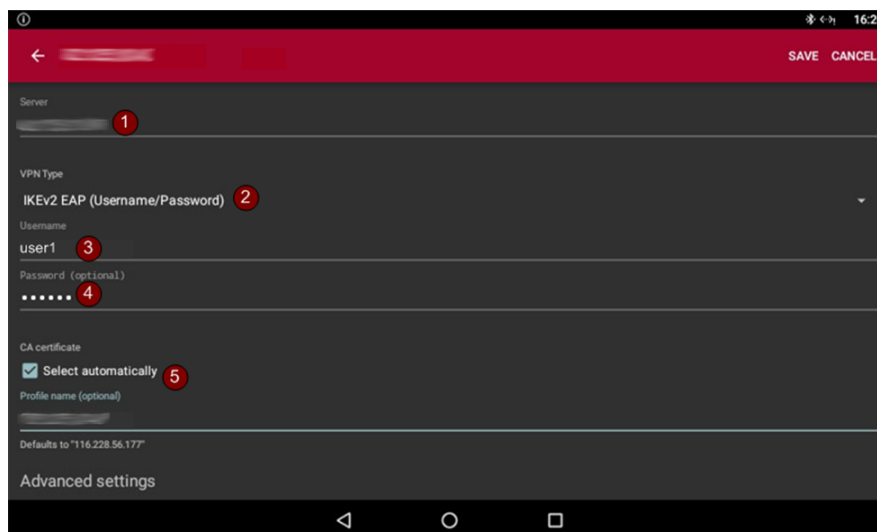 16:2
SAVE CANCEL
Server
1
VPN Type
IKEv2 EAP (Username/Password) 2
Username
user1 3
Password (optional)
•••••• 4
CA certificate
Select automatically 5
Profile name (optional)
Defaults to "116.228.56.177"
Advanced settings